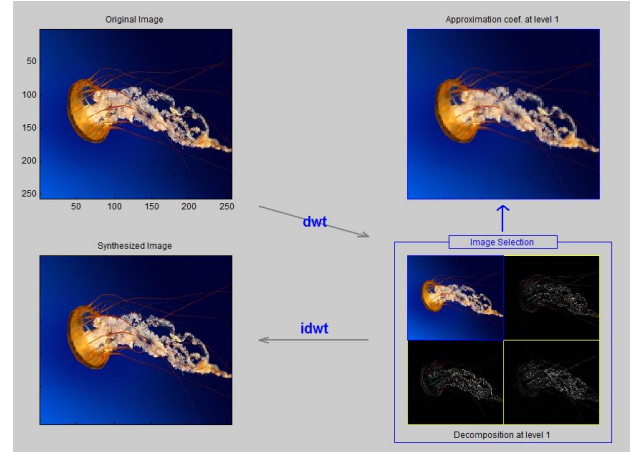 Original Image
Approximation coef. at level 1
50
100
150
200
250
50 100 150 200 250
dwt
Image Selection
Synthesized Image
idwt
Decomposition at level 1